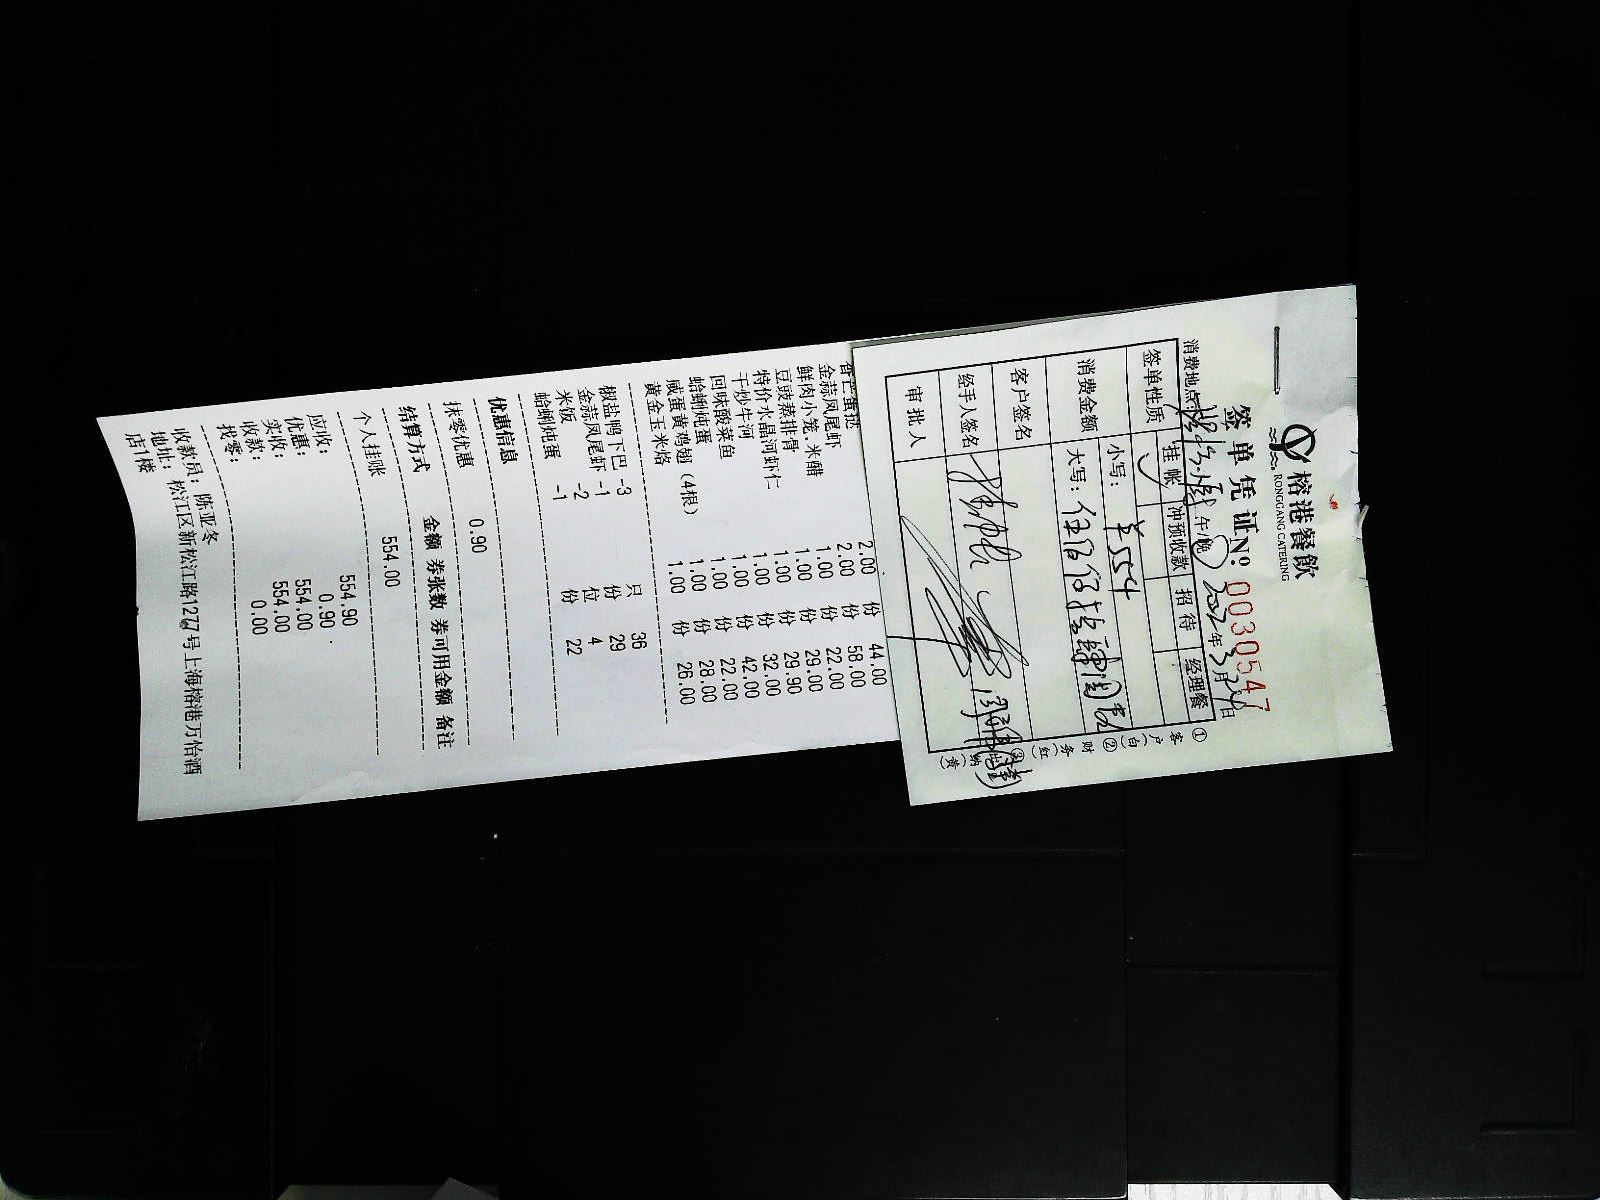 榕港餐飲
RONGGANG CATERING
签单凭证 No. 0030547
消费地点 午/晚 年3月 日
签单性质 挂帐 冲预收款 招待 经理餐
消费金额 小写: ¥554
大写: 伍佰伍拾肆圆
客户签名
经手人签名
审批人
①客户(白)②财务(红)
金蒜凤尾虾
鲜肉小笼.米醋
豆豉蒸排骨
特价水晶河虾仁
干炒牛河
回味酸菜鱼
蛤蜊炖蛋
咸蛋黄鸡翅(4根)
黄金玉米烙
2.00 份 44.00
2.00 份 58.00
1.00 份 22.00
1.00 份 29.00
1.00 份 29.90
1.00 份 32.00
1.00 份 42.00
1.00 份 22.00
1.00 份 28.00
1.00 份 26.00
椒盐鸭下巴 -3 只 36
金蒜凤尾虾 -1 份 29
米饭 -2 位 4
蛤蜊炖蛋 -1 份 22
优惠信息
抹零优惠 0.90
结算方式 金额 券张数 券可用金额 备注
个人挂账 554.00
应收: 554.90
优惠: 0.90
实收: 554.00
收款: 554.00
找零: 0.00
收款员: 陈亚冬
地址: 松江区新松江路1277号上海榕港万怡酒
店1楼